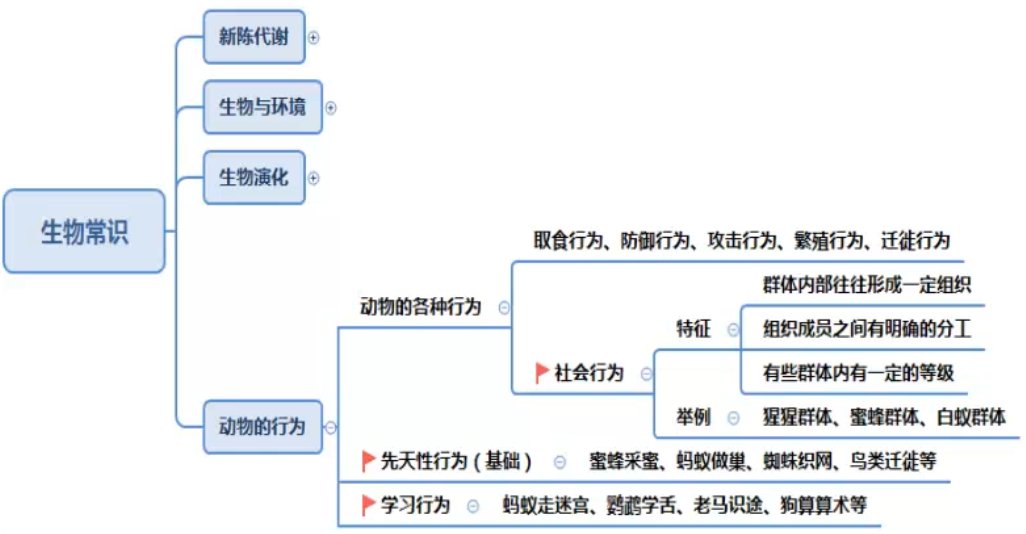 新陈代谢
生物与环境
生物演化
生物常识
取食行为、防御行为、攻击行为、繁殖行为、迁徙行为
动物的各种行为
群体内部往往形成一定组织
特征
组织成员之间有明确的分工
社会行为
有些群体内有一定的等级
举例
猩猩群体、蜜蜂群体、白蚁群体
动物的行为
先天性行为（基础）
蜜蜂采蜜、蚂蚁做巢、蜘蛛织网、鸟类迁徙等
学习行为
蚂蚁走迷宫、鹦鹉学舌、老马识途、狗算算术等